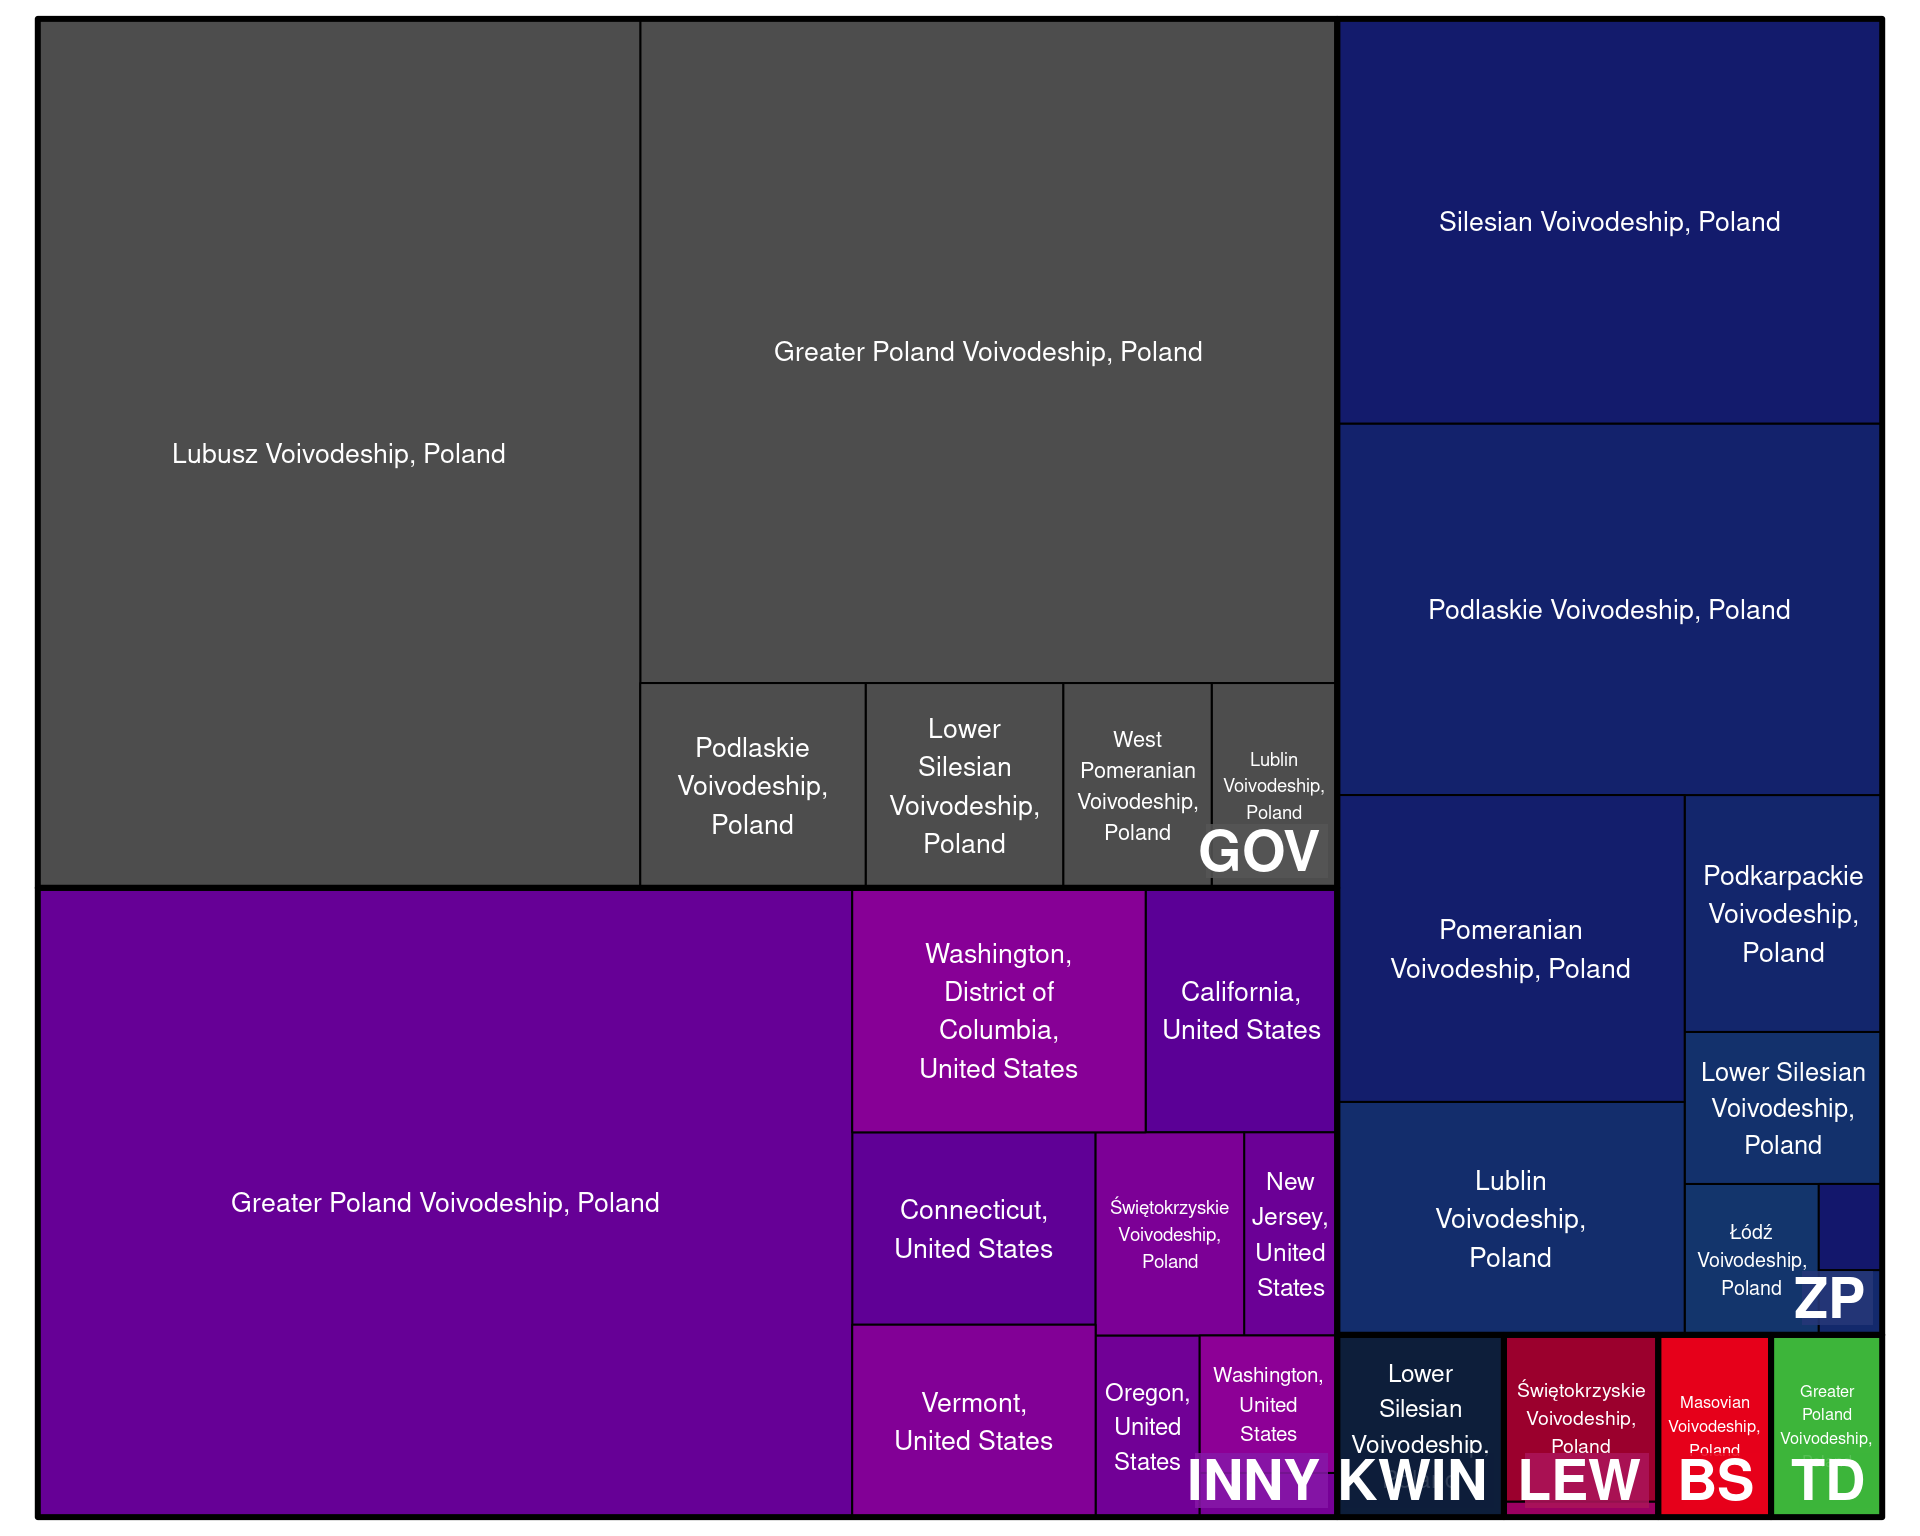 Lubusz Voivodeship, Poland
Greater Poland Voivodeship, Poland
Podlaskie
Voivodeship,
Poland
Lower
Silesian
Voivodeship,
Poland
West
Pomeranian
Voivodeship,
Poland
Lublin
Voivodeship,
Poland
GOV
Silesian Voivodeship, Poland
Podlaskie Voivodeship, Poland
Pomeranian
Voivodeship, Poland
Podkarpackie
Voivodeship,
Poland
Lower Silesian
Voivodeship,
Poland
Lublin
Voivodeship,
Poland
Łódź
Voivodeship,
Poland
ZP
Greater Poland Voivodeship, Poland
Washington,
District of
Columbia,
United States
California,
United States
Connecticut,
United States
Świętokrzyskie
Voivodeship,
Poland
New
Jersey,
United
States
Vermont,
United States
Oregon,
United
States
Washington,
United
States
INNY
Lower
Silesian
Voivodeship,
KWIN
Świętokrzyskie
Voivodeship,
Poland
LEW
Masovian
Voivodeship,
Poland
BS
Greater
Poland
Voivodeship,
TD